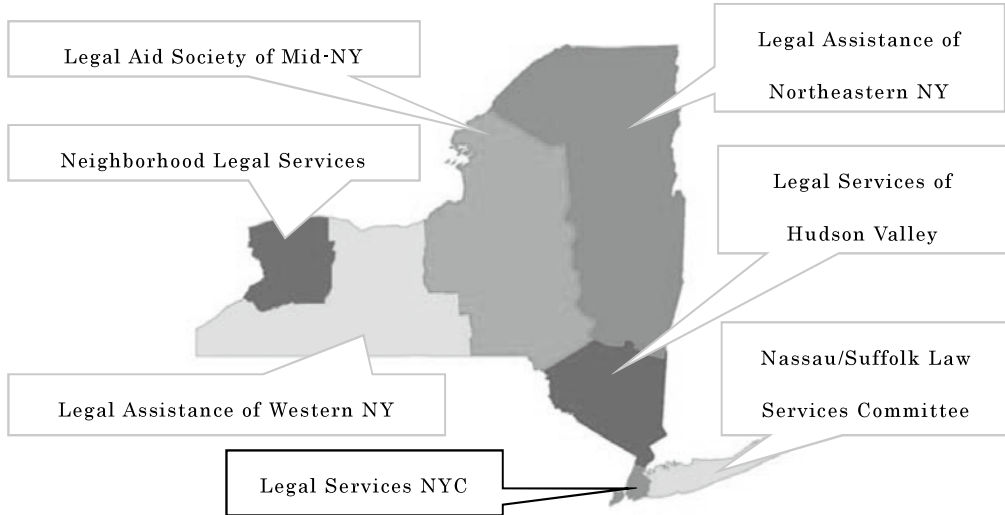 Legal Aid Society of Mid-NY
Legal Assistance of
Northeastern NY
Neighborhood Legal Services
Legal Services of
Hudson Valley
Nassau/Suffolk Law
Services Committee
Legal Assistance of Western NY
Legal Services NYC